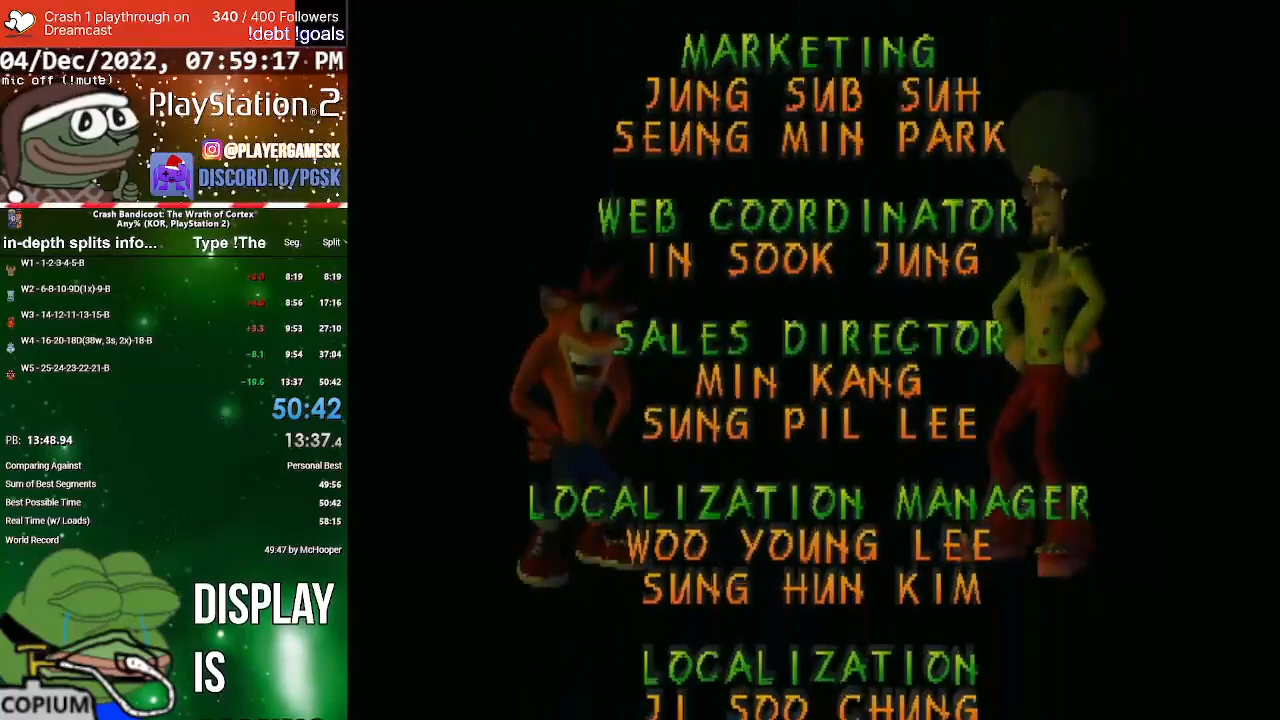 Crash 1 playthrough on Dreamcast
340 / 400 Followers
!debt !goals
04/Dec/2022, 07:59:17 PM
mic off (!mute)
PlayStation 2
@PLAYERGAMESK
DISCORD.IO/PGSK
Crash Bandicoot: The Wrath of Cortex
Any% (KOR, PlayStation 2)
in-depth splits info... Type !The Seg. Split
W1 - 1-2-3-4-5-B
8:19 8:19
W2 - 6-8-10-9D(1x)-9-B
8:56 17:16
W3 - 14-12-11-13-15-B
+3.3 9:53 27:10
W4 - 16-20-18D(38w, 3s, 2x)-18-B
−8.1 9:54 37:04
W5 - 25-24-23-22-21-B
−19.6 13:37 50:42
50:42
PB: 13:48.94 13:37.4
Comparing Against Personal Best
Sum of Best Segments 49:56
Best Possible Time 50:42
Real Time (w/ Loads) 58:15
World Record
49:47 by McHooper
DISPLAY
IS
COPIUM
MARKETING
JUNG SUB SUH
SEUNG MIN PARK
WEB COORDINATOR
IN SOOK JUNG
SALES DIRECTOR
MIN KANG
SUNG PIL LEE
LOCALIZATION MANAGER
WOO YOUNG LEE
SUNG HUN KIM
LOCALIZATION
JI SOO CHUNG